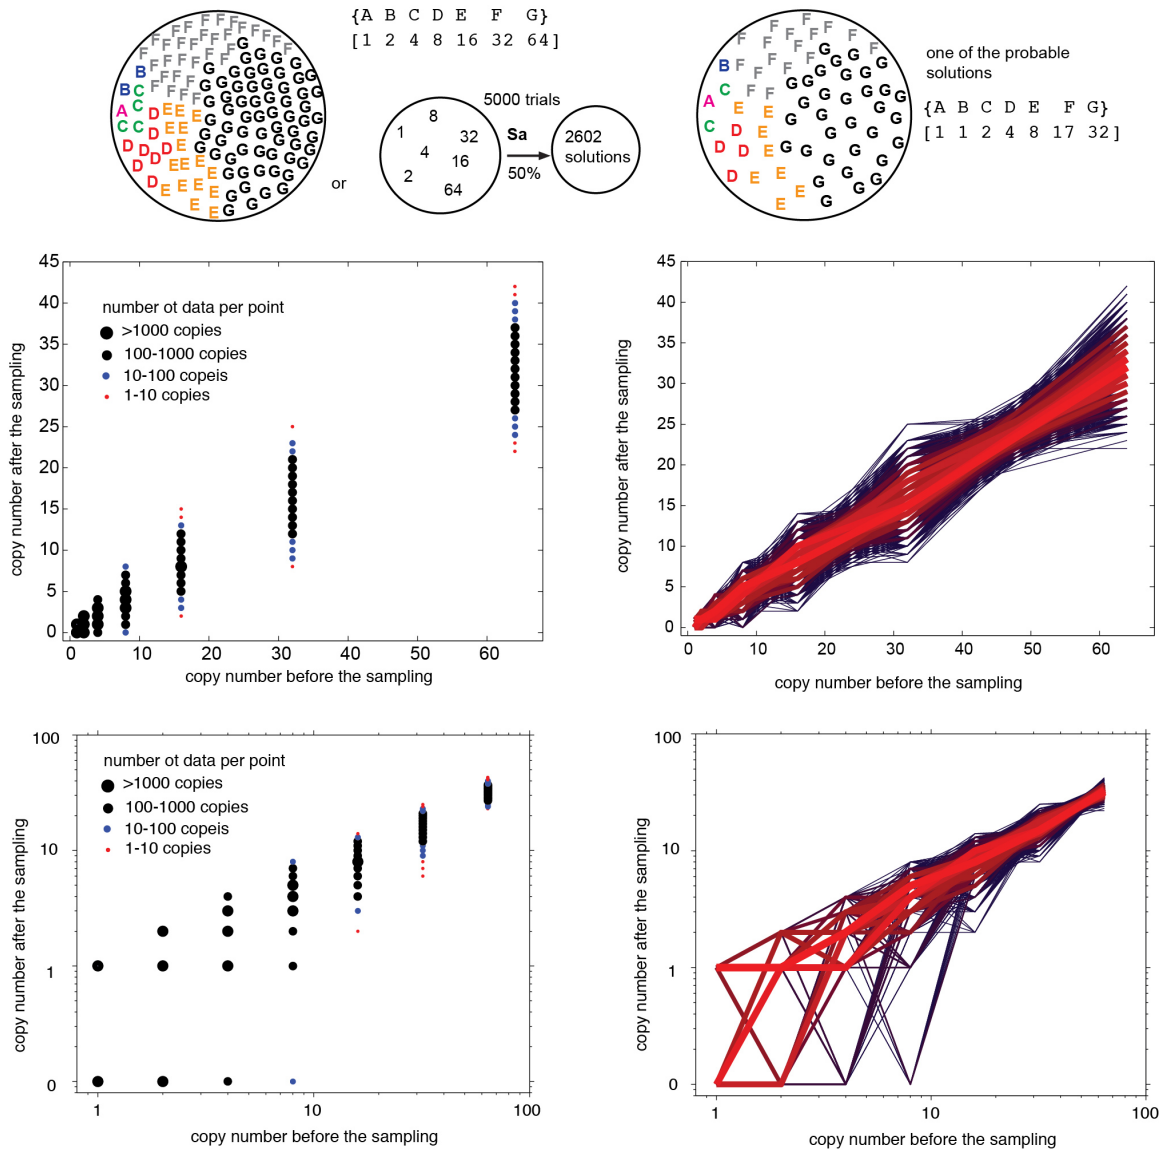 {A B C D E F G}
[1 2 4 8 16 32 64]
5000 trials
Sa
50%
1 8 32 4 16 2 64
2602
solutions
or
one of the probable
solutions
{A B C D E F G}
[1 1 2 4 8 17 32]
number ot data per point
>1000 copies
100-1000 copies
10-100 copeis
1-10 copies
copy number after the sampling
45
40
35
30
25
20
15
10
5
0
0 10 20 30 40 50 60
copy number before the sampling
copy number after the sampling
45
40
35
30
25
20
15
10
5
0
0 10 20 30 40 50 60
copy number before the sampling
number ot data per point
>1000 copies
100-1000 copies
10-100 copeis
1-10 copies
copy number after the sampling
100
10
1
0
1 10 100
copy number before the sampling
copy number after the sampling
100
10
1
0
1 10 100
copy number before the sampling